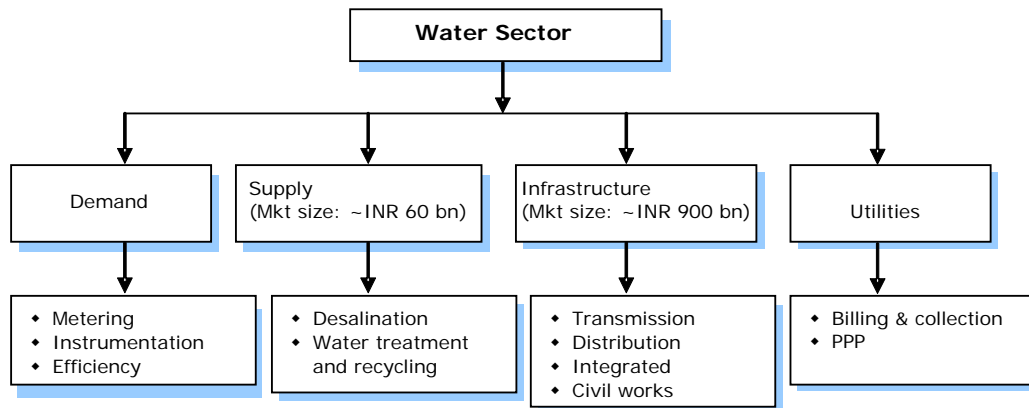 Water Sector
Demand
Supply
(Mkt size: ~INR 60 bn)
Infrastructure
(Mkt size: ~INR 900 bn)
Utilities
◆ Metering
◆ Instrumentation
◆ Efficiency
◆ Desalination
◆ Water treatment
and recycling
◆ Transmission
◆ Distribution
◆ Integrated
◆ Civil works
◆ Billing & collection
◆ PPP